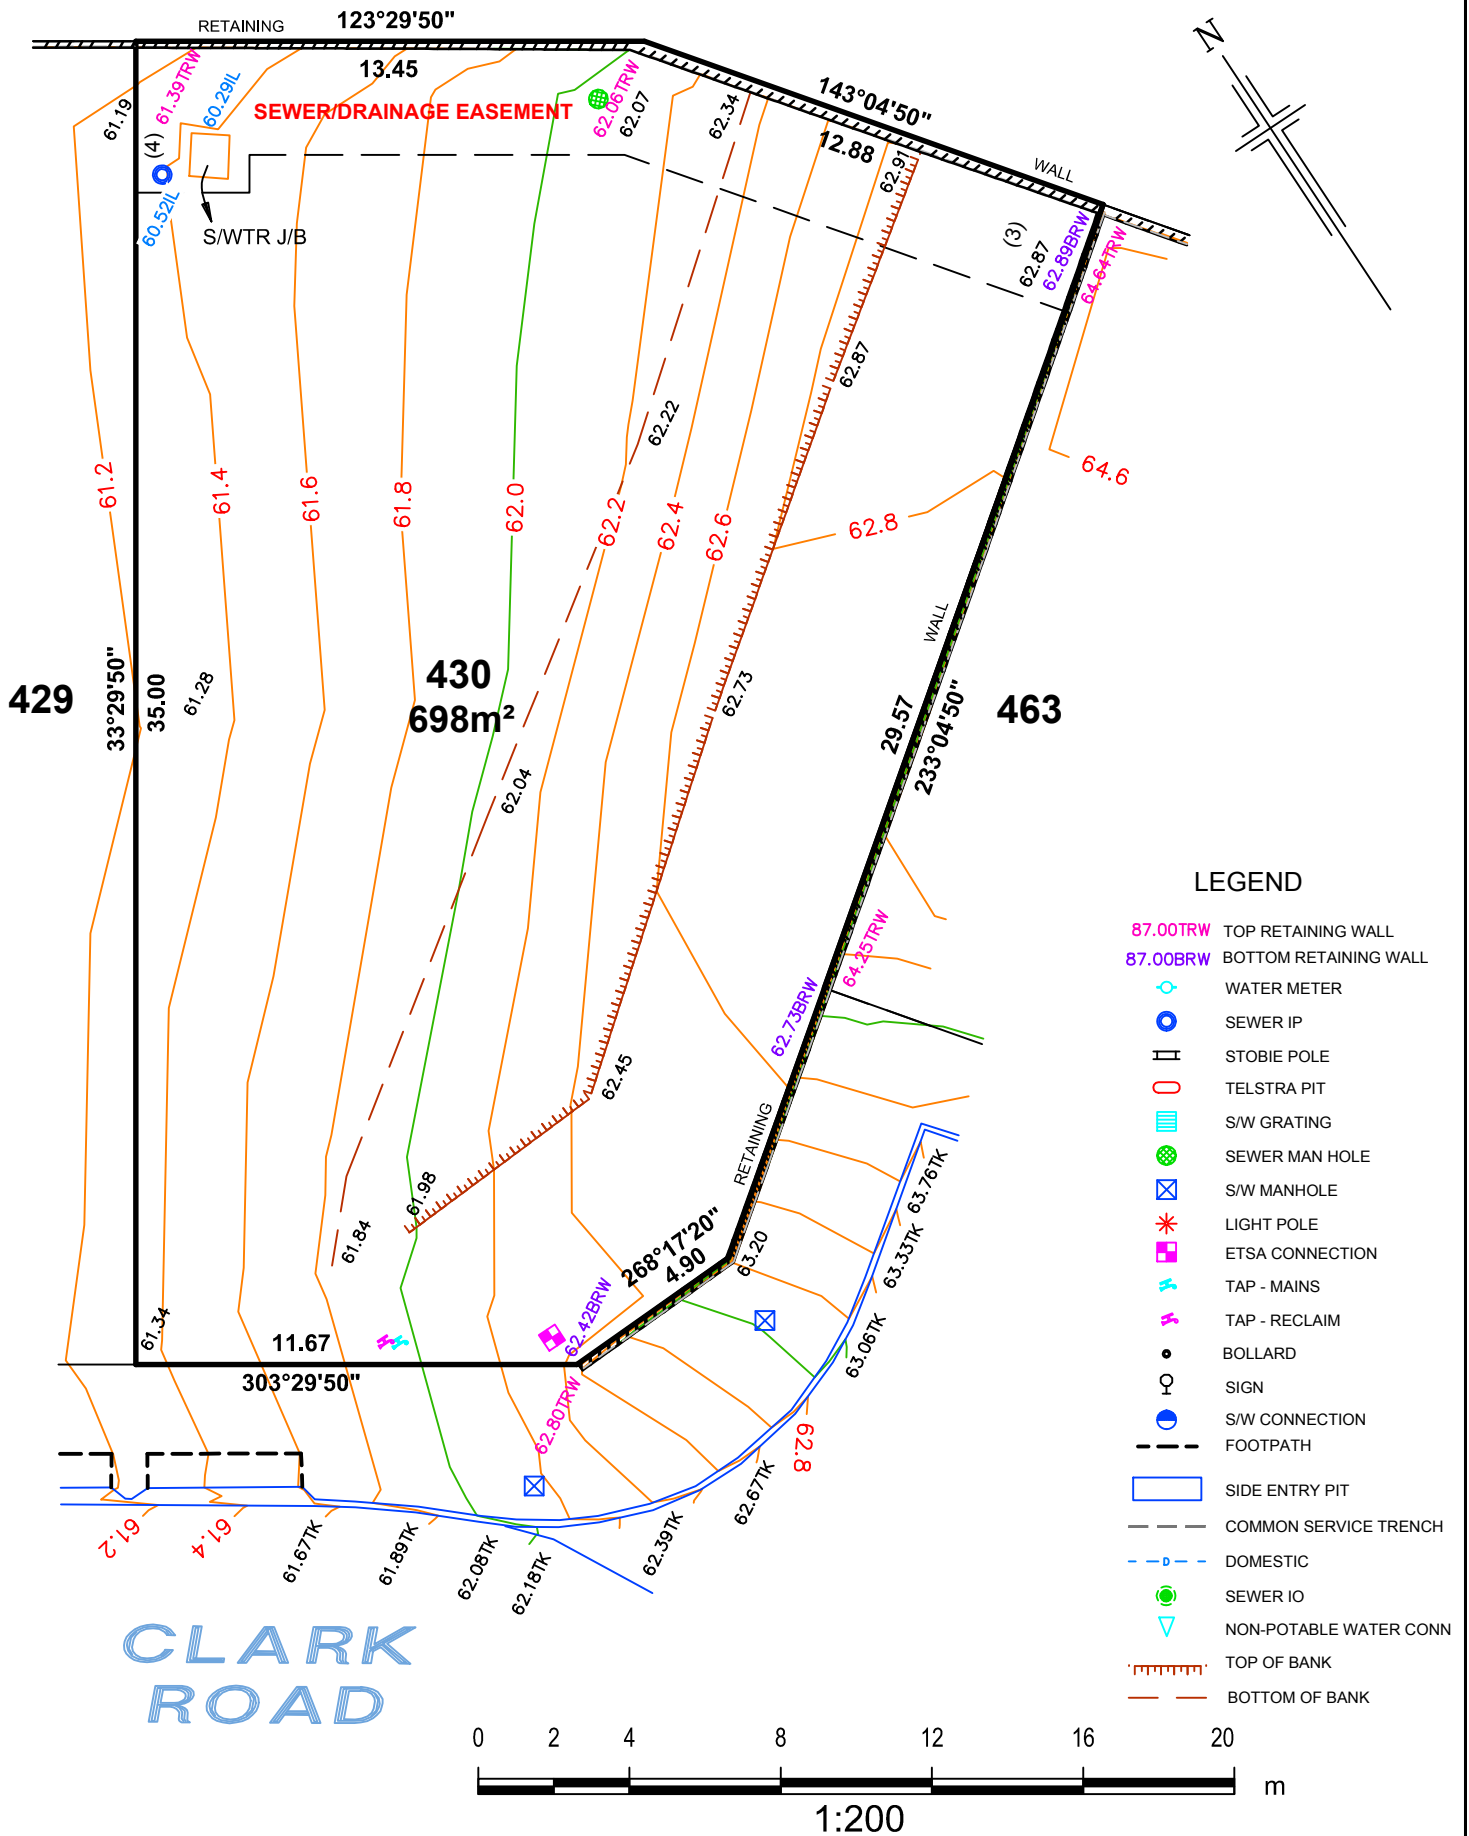 RETAINING
123°29'50"
N
13.45
61.39TRW
60.29IL
61.19
SEWER/DRAINAGE EASEMENT
62.06TRW
62.07
62.34
143°04'50"
12.88
62.91
WALL
(4)
60.52IL
S/WTR J/B
(3)
62.87
62.89BRW
64.64TRW
62.87
62.22
61.2
61.4
61.6
61.8
62.0
62.2
62.4
62.6
62.8
64.6
WALL
429
33°29'50"
35.00
61.28
430
698m²
62.73
62.04
29.57
233°04'50"
463
64.25TRW
62.73BRW
62.45
RETAINING
61.98
61.84
268°17'20"
4.90
63.20
63.76TK
63.33TK
63.06TK
61.34
11.67
303°29'50"
62.42BRW
62.80TRW
62.8
62.67TK
62.39TK
61.2
61.4
61.67TK
61.89TK
62.08TK
62.18TK
CLARK
ROAD
LEGEND
87.00TRW TOP RETAINING WALL
87.00BRW BOTTOM RETAINING WALL
WATER METER
SEWER IP
STOBIE POLE
TELSTRA PIT
S/W GRATING
SEWER MAN HOLE
S/W MANHOLE
LIGHT POLE
ETSA CONNECTION
TAP - MAINS
TAP - RECLAIM
BOLLARD
SIGN
S/W CONNECTION
FOOTPATH
SIDE ENTRY PIT
COMMON SERVICE TRENCH
D DOMESTIC
SEWER IO
NON-POTABLE WATER CONN
TOP OF BANK
BOTTOM OF BANK
0 2 4 8 12 16 20
m
1:200